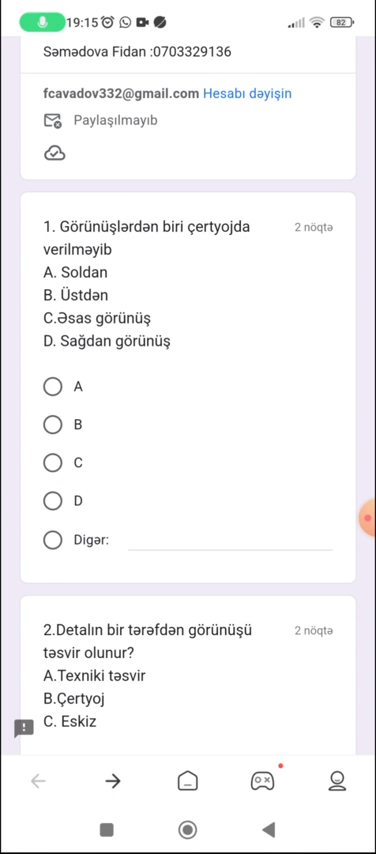 19:15
82
Səmədova Fidan :0703329136
fcavadov332@gmail.com Hesabı dəyişin
Paylaşılmayıb
1. Görünüşlərdən biri çertyojda
2 nöqtə
verilməyib
A. Soldan
B. Üstdən
C.Əsas görünüş
D. Sağdan görünüş
A
B
C
D
Digər:
2.Detalın bir tərəfdən görünüşü
2 nöqtə
təsvir olunur?
A.Texniki təsvir
B.Çertyoj
C. Eskiz